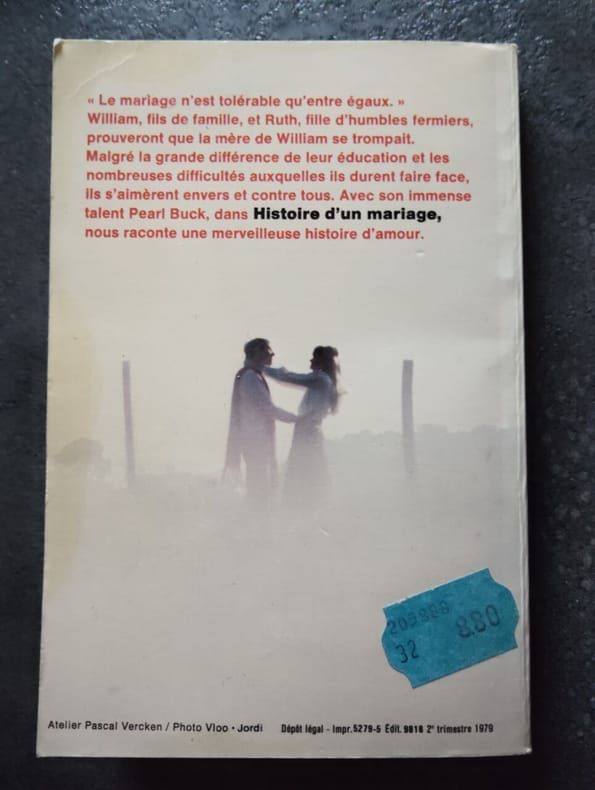 « Le mariage n'est tolérable qu'entre égaux. »
William, fils de famille, et Ruth, fille d'humbles fermiers,
prouveront que la mère de William se trompait.
Malgré la grande différence de leur éducation et les
nombreuses difficultés auxquelles ils durent faire face,
ils s'aimèrent envers et contre tous. Avec son immense
talent Pearl Buck, dans Histoire d'un mariage,
nous raconte une merveilleuse histoire d'amour.
32 8.80
Atelier Pascal Vercken / Photo Vloo • Jordi Dépôt légal - Impr. 5279-5 Édit. 9818 2e trimestre 1979